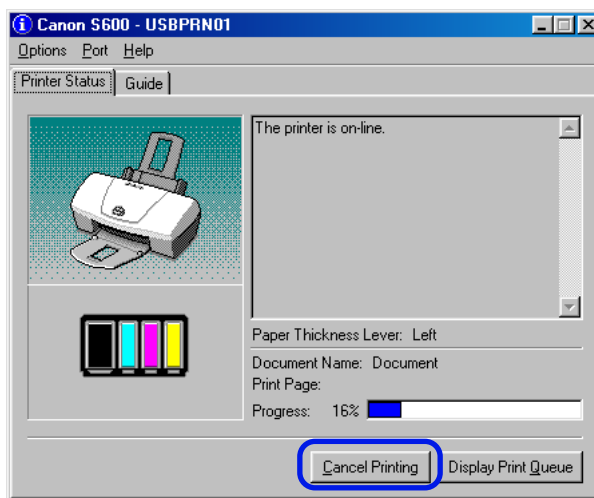 Canon S600 - USBPRN01
Options Port Help
Printer Status Guide
The printer is on-line.
Paper Thickness Lever: Left
Document Name: Document
Print Page:
Progress: 16%
Cancel Printing Display Print Queue